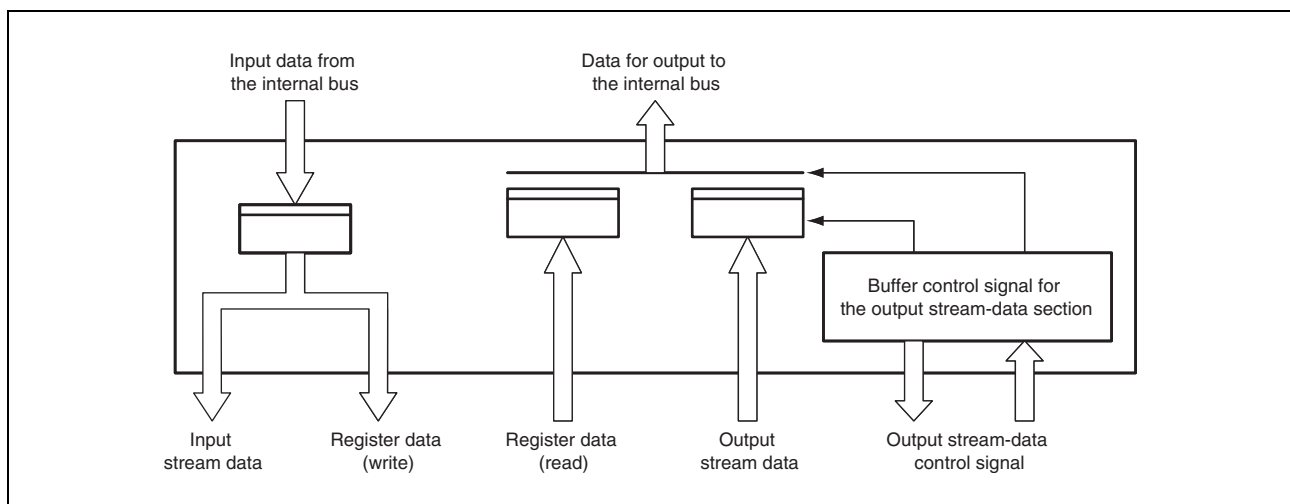 Input data from
the internal bus
Data for output to
the internal bus
Buffer control signal for
the output stream-data section
Input
stream data
Register data
(write)
Register data
(read)
Output
stream data
Output stream-data
control signal